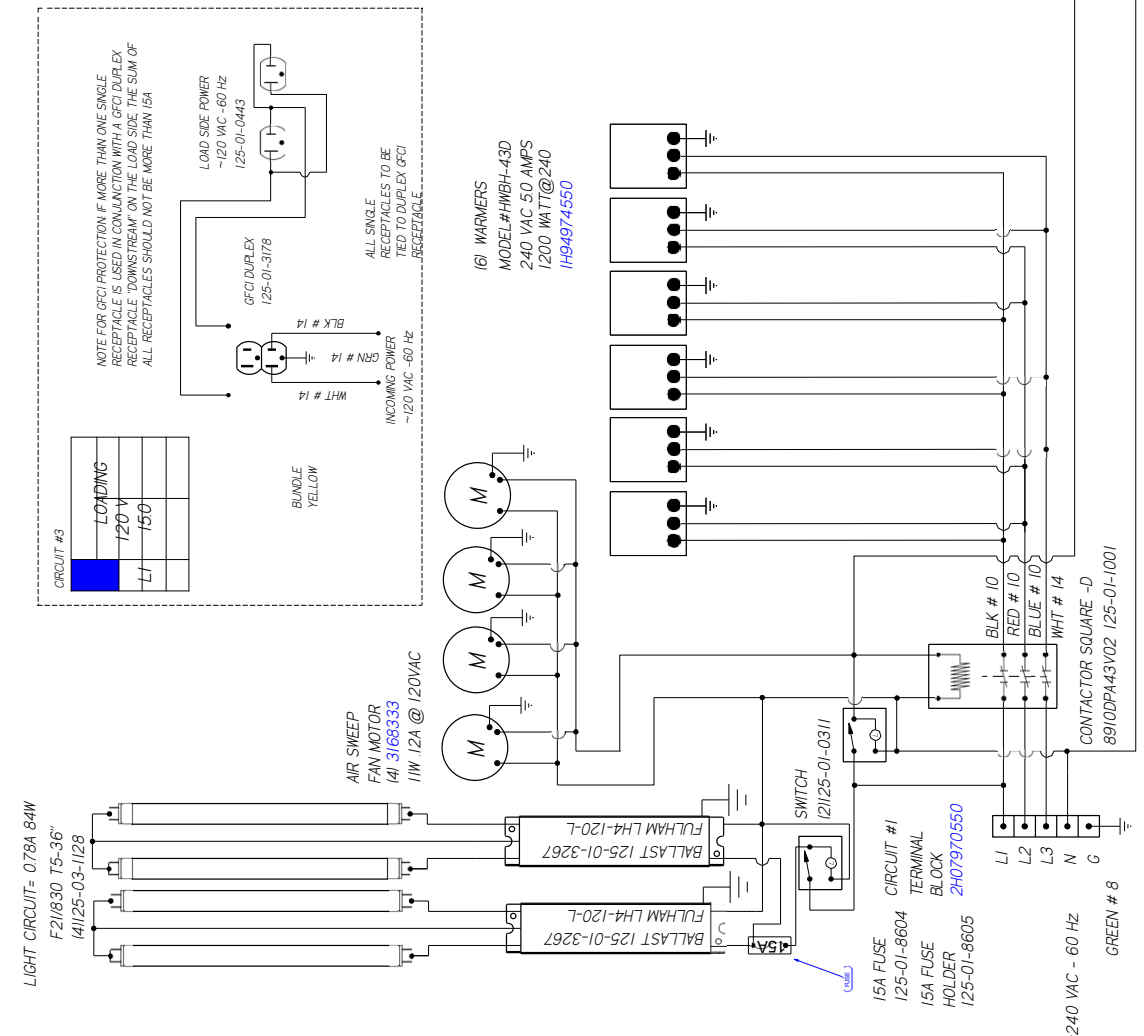 NOTE FOR GFCI PROTECTION: IF MORE THAN ONE SINGLE
RECEPTACLE IS USED IN CONJUNCTION WITH A GFCI DUPLEX
RECEPTACLE "DOWNSTREAM" ON THE LOAD SIDE, THE SUM OF
ALL RECEPTACLES SHOULD NOT BE MORE THAN 15A
LOAD SIDE POWER
~120 VAC -60 Hz
125-01-0443
GFCI DUPLEX
125-01-3178
ALL SINGLE
RECEPTACLES TO BE
TIED TO DUPLEX GFCI
RECEPTACLE
BLK # 14
GRN # 14
WHT # 14
INCOMING POWER
~120 VAC -60 Hz
BUNDLE
YELLOW
CIRCUIT #3
LOADING
120 V
L1 15.0
(6) WARMERS
MODEL#HWBH-43D
240 VAC 5.0 AMPS
1200 WATT@240
1H94974550
M
M
M
M
AIR SWEEP
FAN MOTOR
(4) 3168333
11W .12A @ 120VAC
LIGHT CIRCUIT= 0.78A 84W
F21/830 T5-36"
(4)125-03-1128
FULHAM LH4-120-L
BALLAST 125-01-3267
FULHAM LH4-120-L
BALLAST 125-01-3267
15A
FUSE
SWITCH
(2)125-01-0311
15A FUSE
125-01-8604
15A FUSE
HOLDER
125-01-8605
CIRCUIT #1
TERMINAL
BLOCK
2H07970550
L1
L2
L3
N
G
240 VAC - 60 Hz
GREEN # 8
BLK # 10
RED # 10
BLUE # 10
WHT # 14
CONTACTOR SQUARE -D
8910DPA43V02 125-01-1001